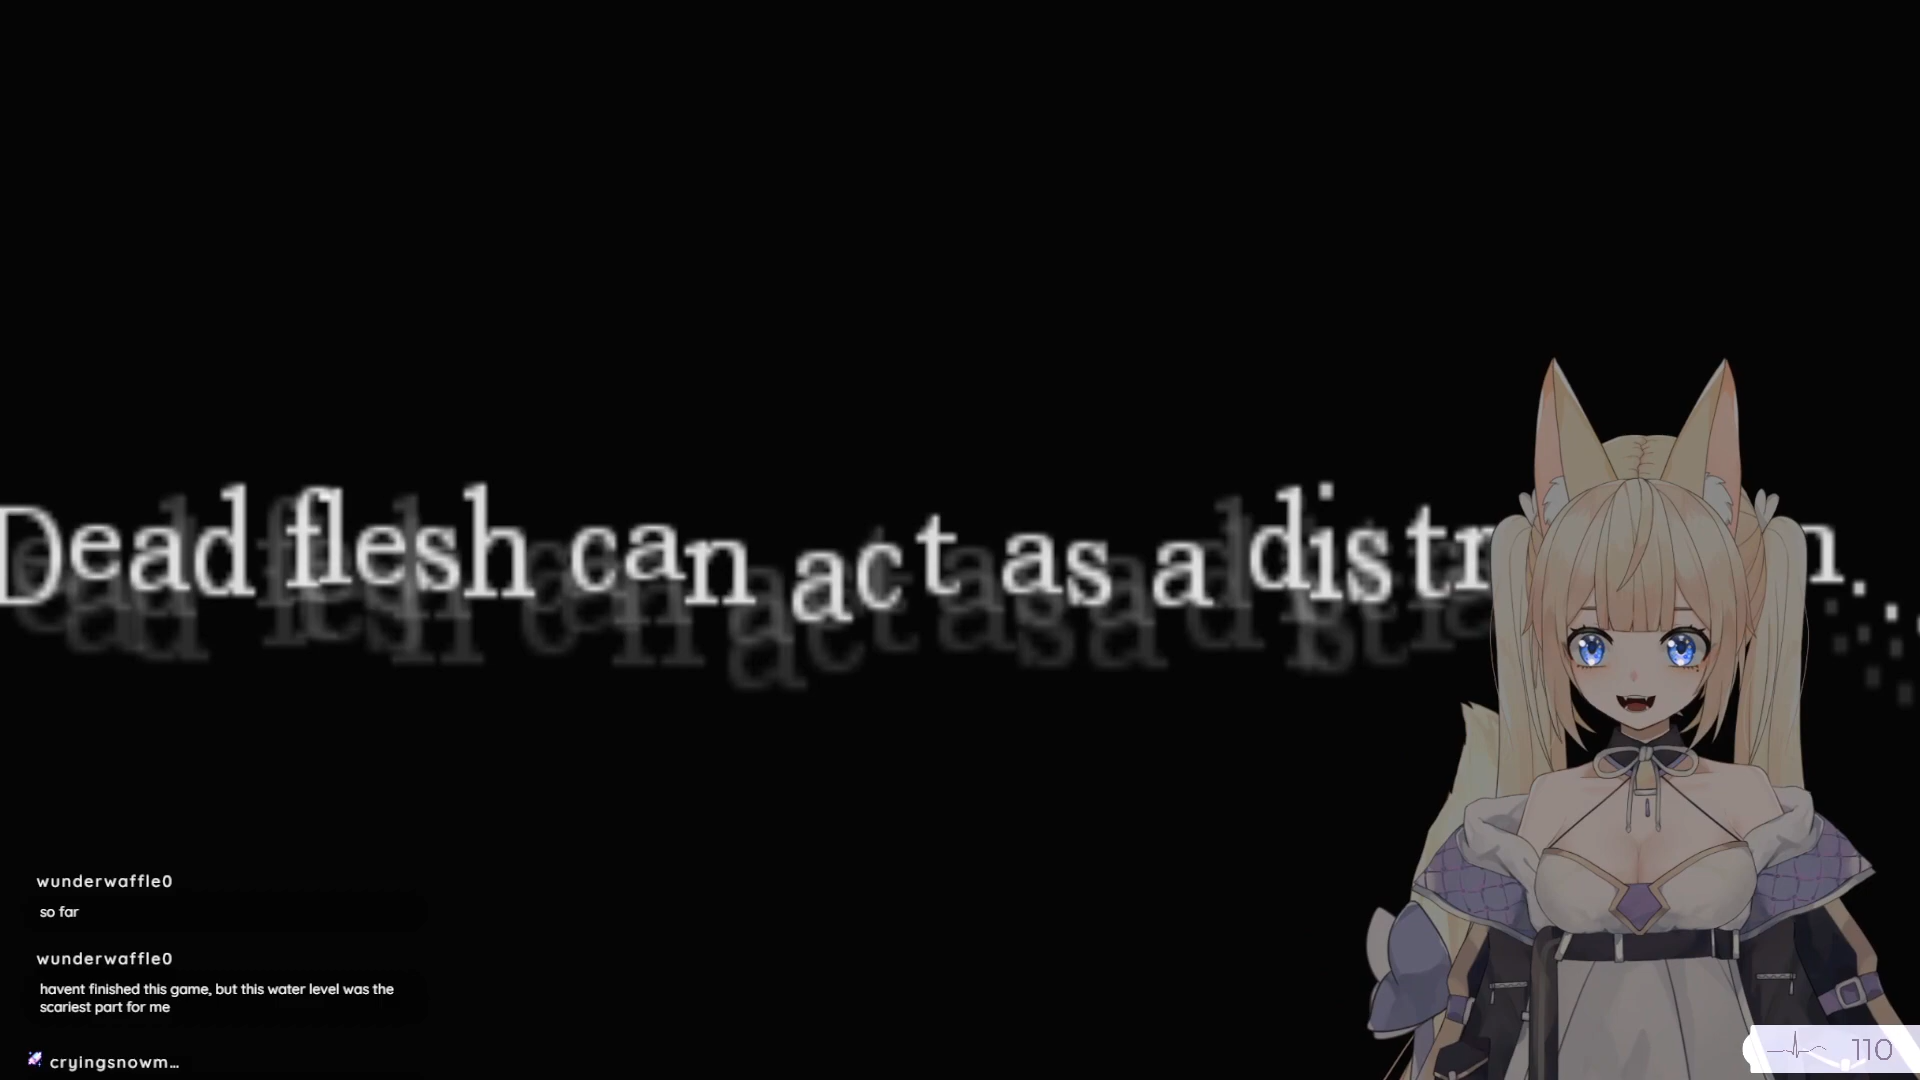 Dead flesh can act as a
wunderwaffle0
so far
wunderwaffle0
havent finished this game, but this water level was the
scariest part for me
cryingsnowm…
110